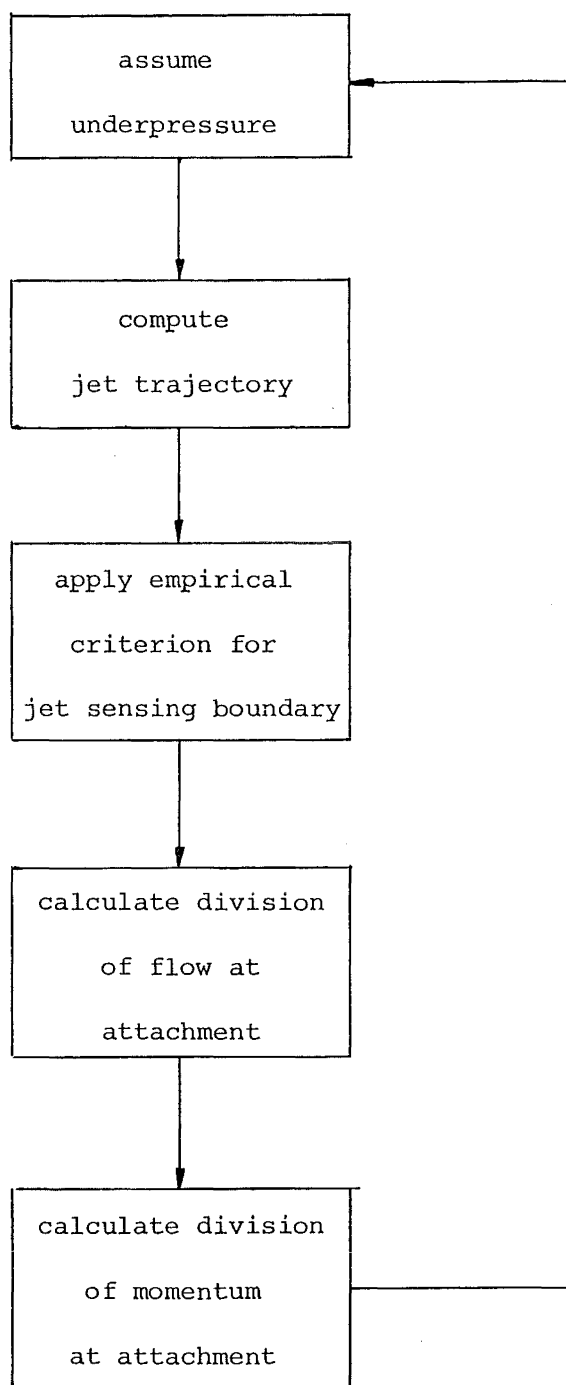 assume
underpressure
compute
jet trajectory
apply empirical
criterion for
jet sensing boundary
calculate division
of flow at
attachment
calculate division
of momentum
at attachment